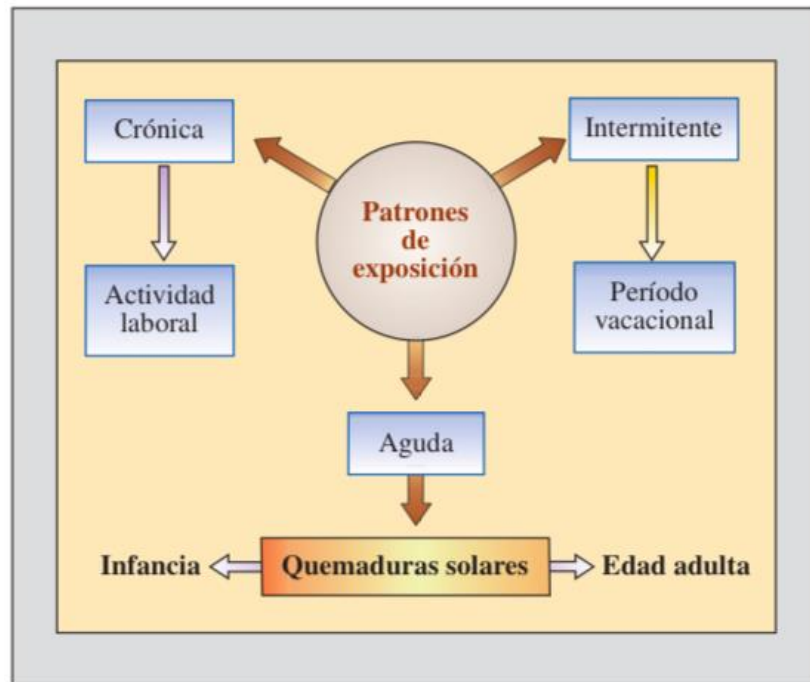 Crónica
Intermitente
Patrones
de
exposición
Actividad
laboral
Período
vacacional
Aguda
Infancia
Quemaduras solares
Edad adulta